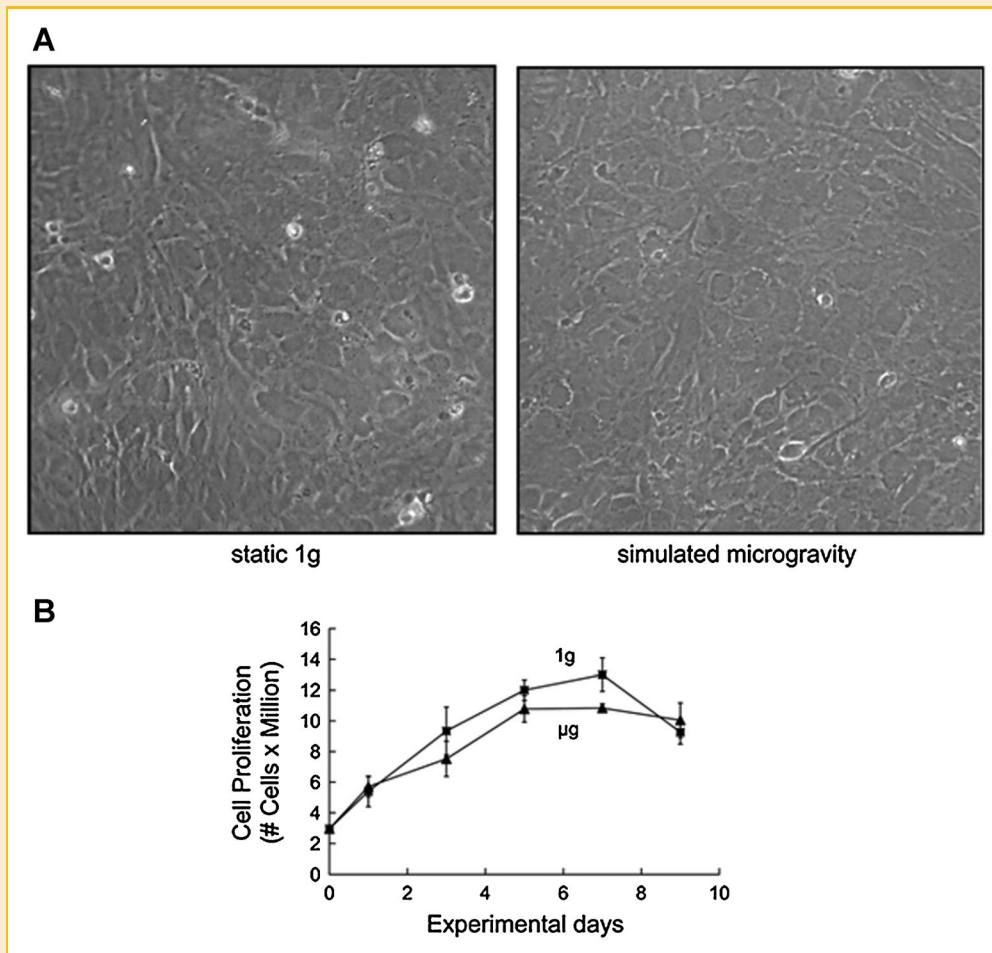 A
static 1g
simulated microgravity
B
16
14
12
10
8
6
4
2
0
Cell Proliferation
(# Cells x Million)
1g
μg
0 2 4 6 8 10
Experimental days